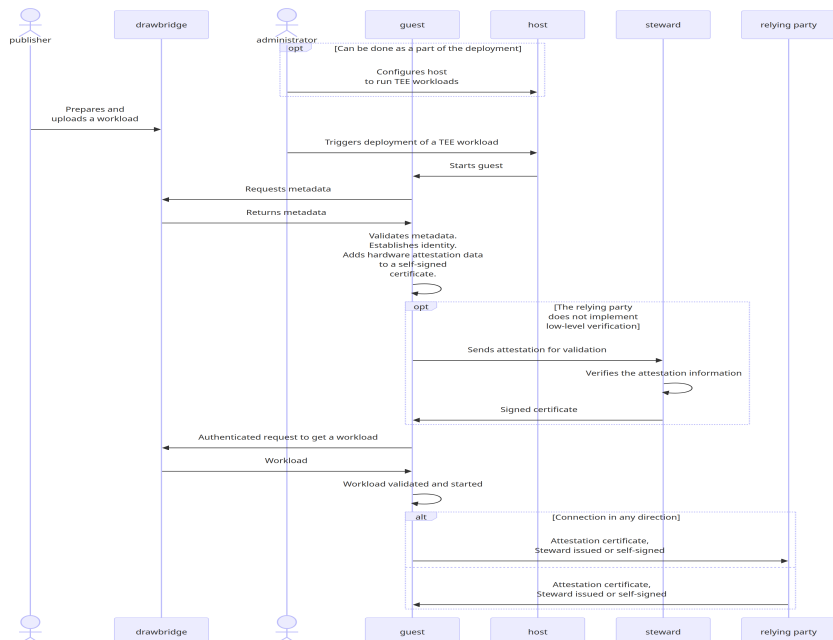 publisher
drawbridge
administrator
guest
host
steward
relying party
opt
[Can be done as a part of the deployment]
Configures host
to run TEE workloads
Prepares and
uploads a workload
Triggers deployment of a TEE workload
Starts guest
Requests metadata
Returns metadata
Validates metadata.
Establishes identity.
Adds hardware attestation data
to a self-signed
certificate.
opt
[The relying party
does not implement
low-level verification]
Sends attestation for validation
Verifies the attestation information
Signed certificate
Authenticated request to get a workload
Workload
Workload validated and started
alt
[Connection in any direction]
Attestation certificate,
Steward issued or self-signed
Attestation certificate,
Steward issued or self-signed
drawbridge
guest
host
steward
relying party